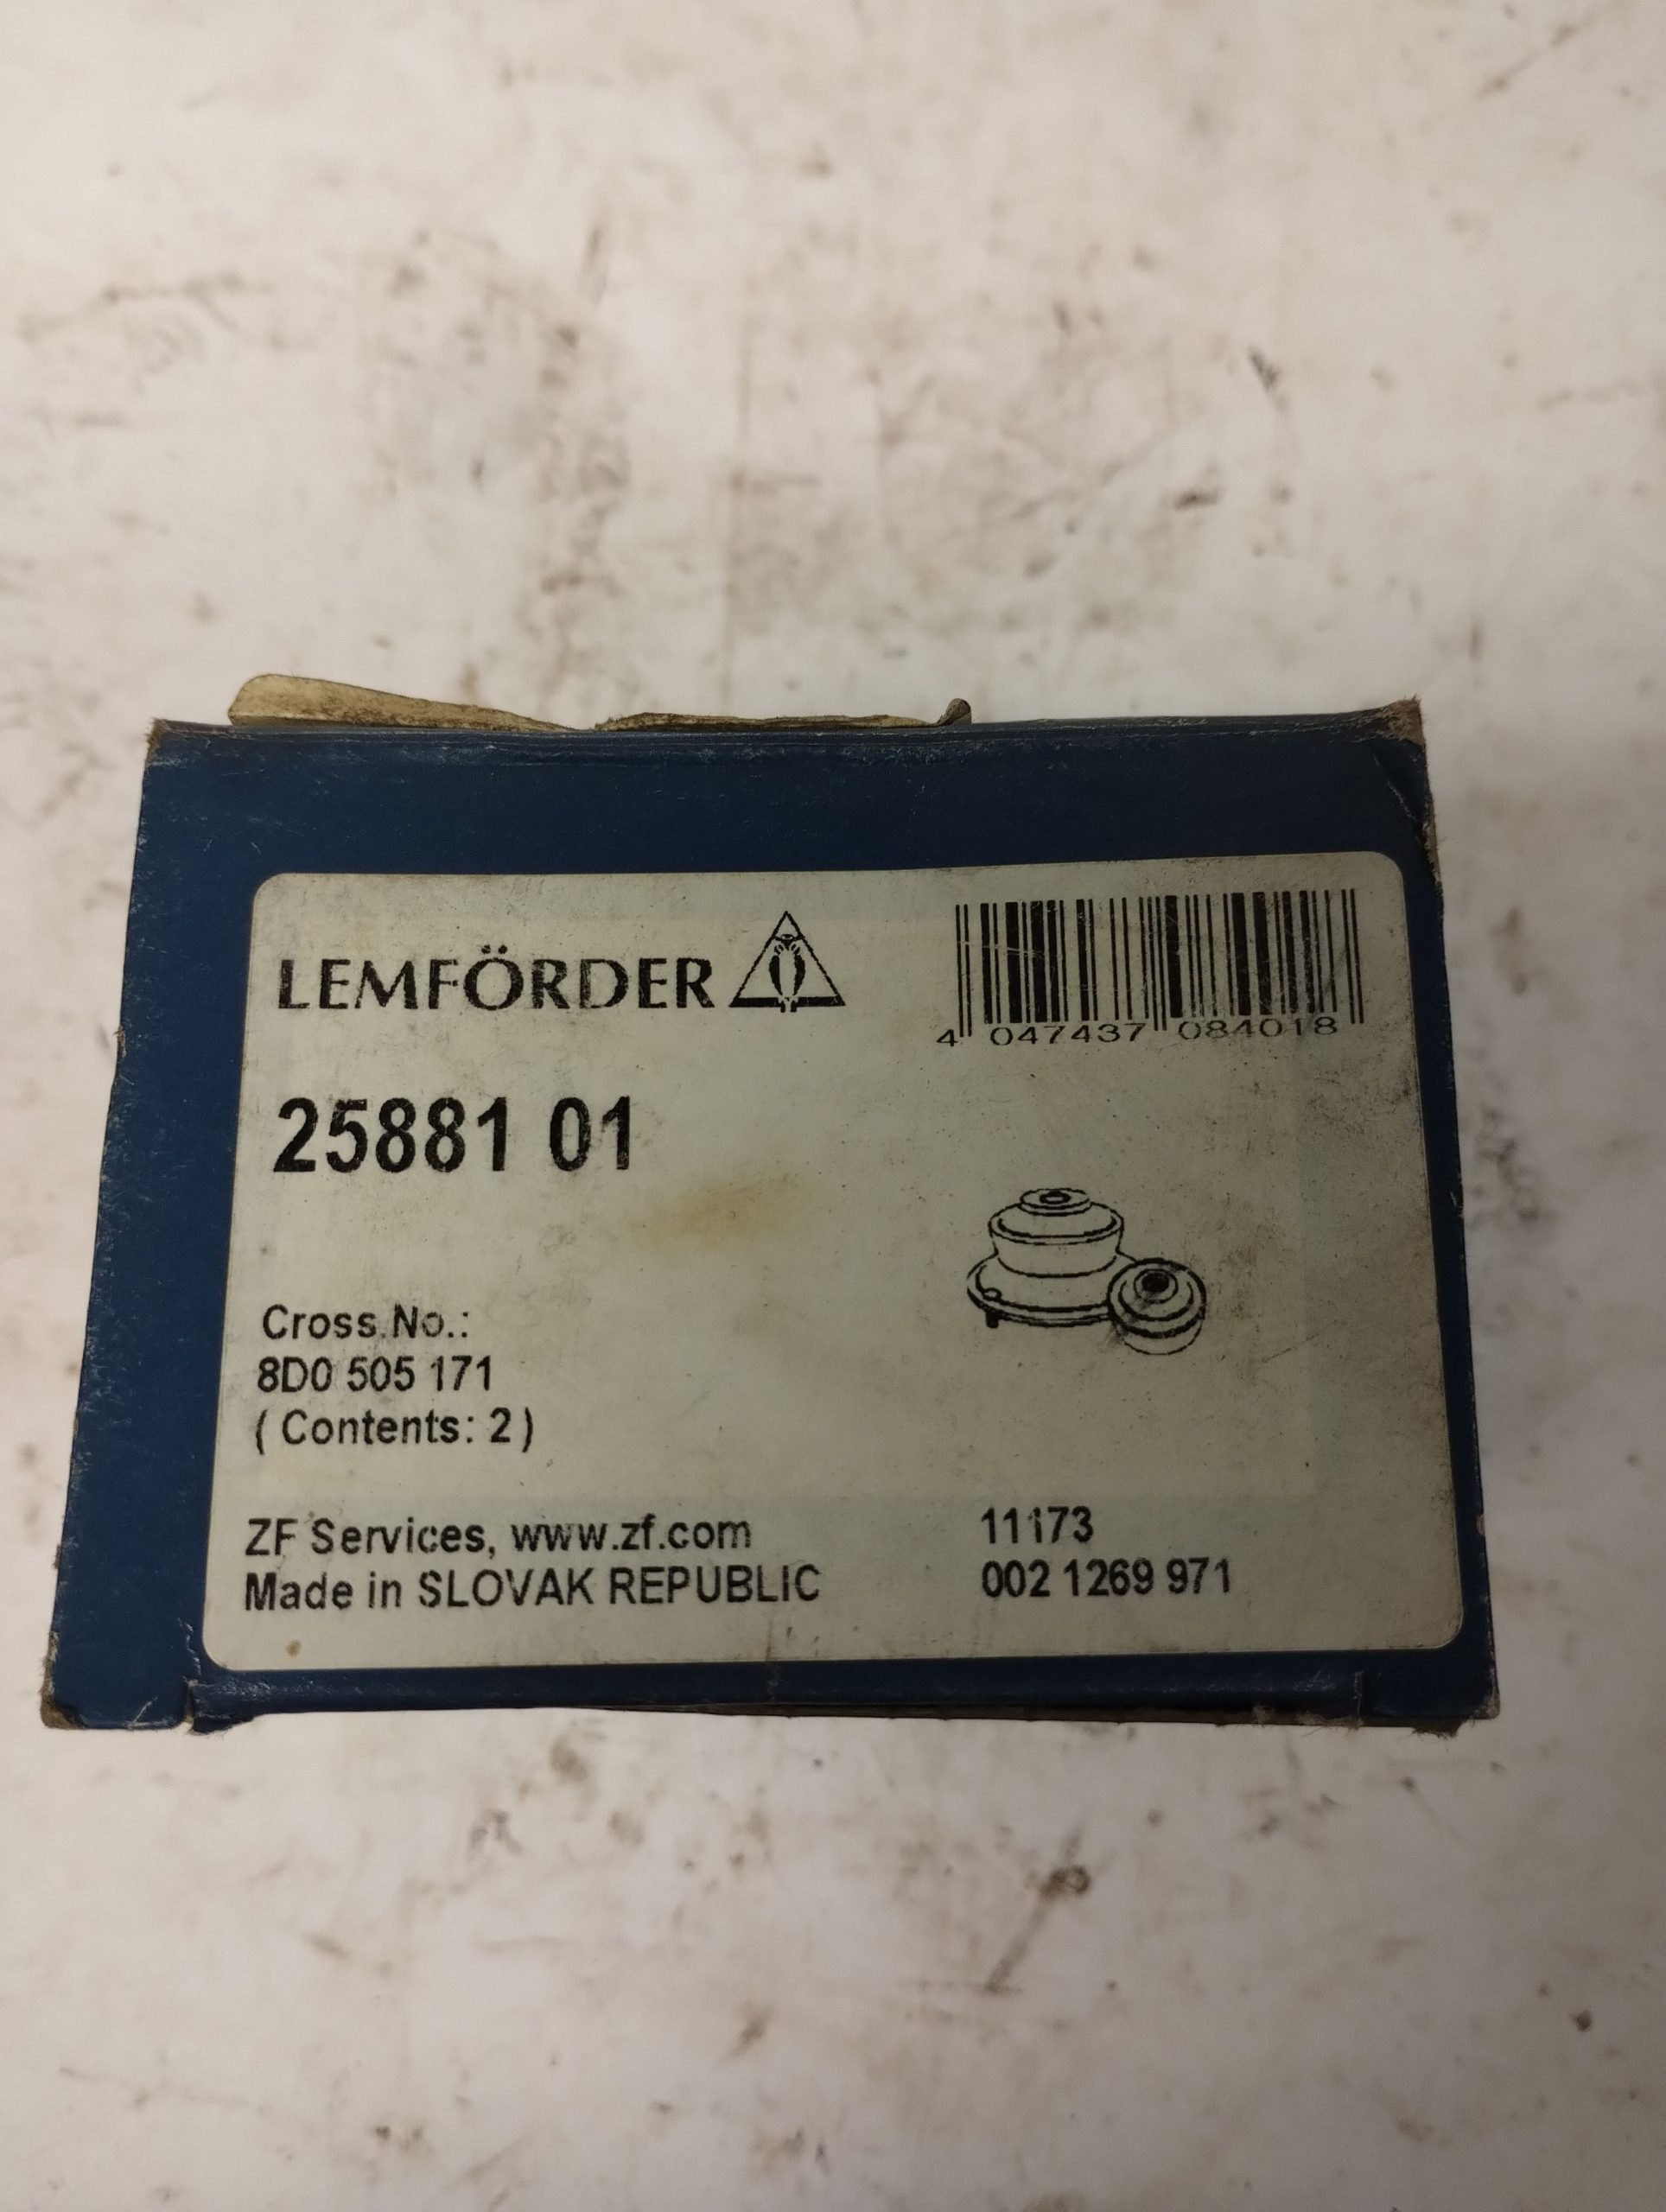 LEMFÖRDER
4 047437 084018
25881 01
Cross No.:
8D0 505 171
( Contents: 2 )
ZF Services, www.zf.com
Made in SLOVAK REPUBLIC
11173
002 1269 971